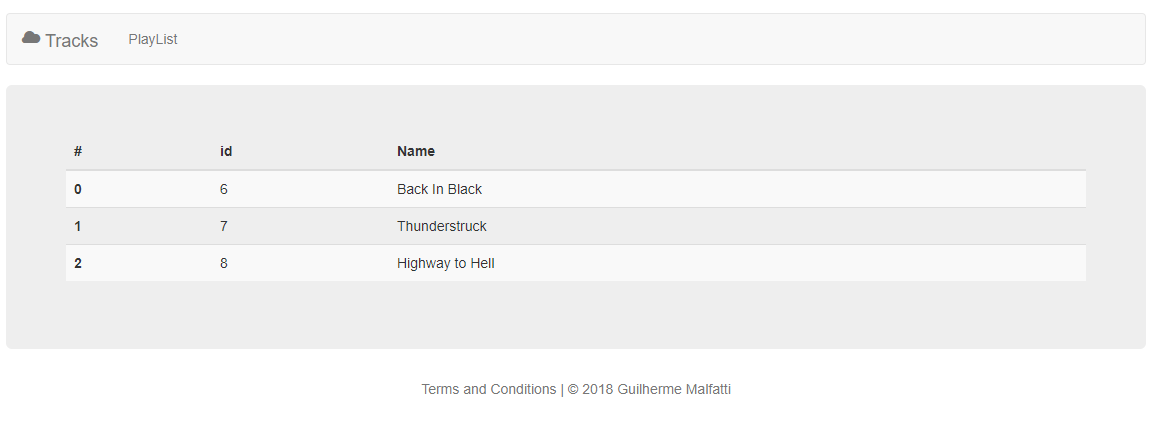 Tracks PlayList
# id Name
0 6 Back In Black
1 7 Thunderstruck
2 8 Highway to Hell
Terms and Conditions | © 2018 Guilherme Malfatti